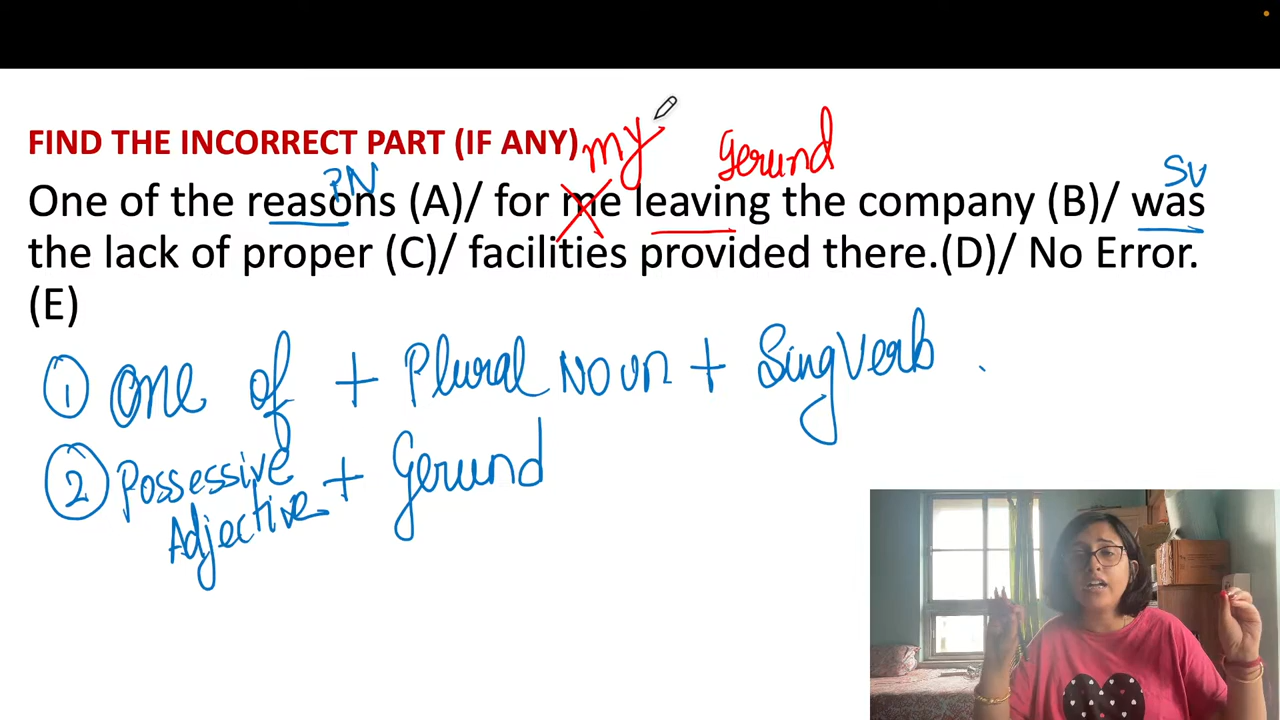 FIND THE INCORRECT PART (IF ANY) my Gerund
PN SV
One of the reasons (A)/ for me leaving the company (B)/ was
the lack of proper (C)/ facilities provided there.(D)/ No Error.
(E)
1 One of + Plural Noun + Sing Verb .
2 Possessive + Gerund
Adjective